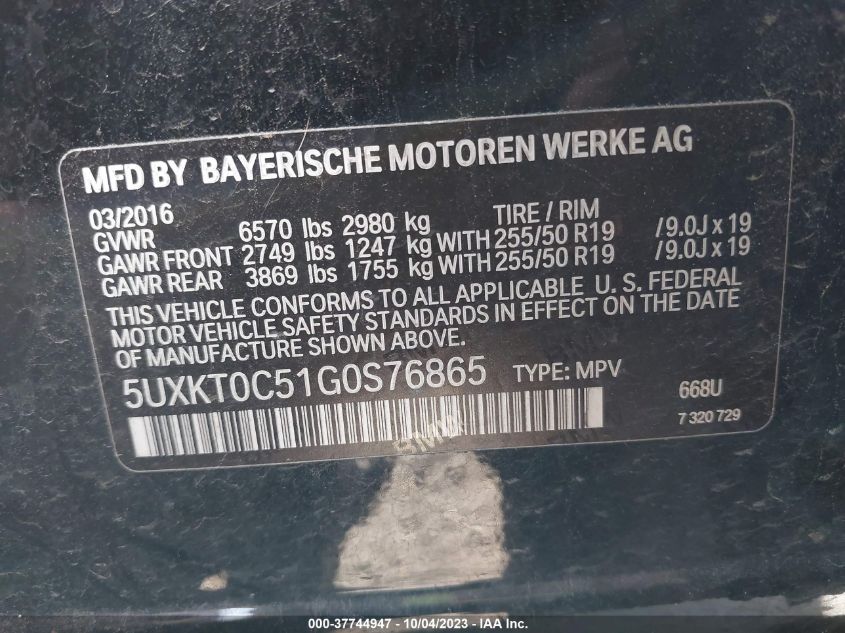 MFD BY BAYERISCHE MOTOREN WERKE AG
03/2016 TIRE / RIM
GVWR 6570 lbs 2980 kg
GAWR FRONT 2749 lbs 1247 kg WITH 255/50 R19 /9.0J x 19
GAWR REAR 3869 lbs 1755 kg WITH 255/50 R19 /9.0J x 19
THIS VEHICLE CONFORMS TO ALL APPLICABLE U. S. FEDERAL
MOTOR VEHICLE SAFETY STANDARDS IN EFFECT ON THE DATE
OF MANUFACTURE SHOWN ABOVE.
5UXKT0C51G0S76865 TYPE: MPV 668U
7 320 729
BMW
000-37744947 - 10/04/2023 - IAA Inc.